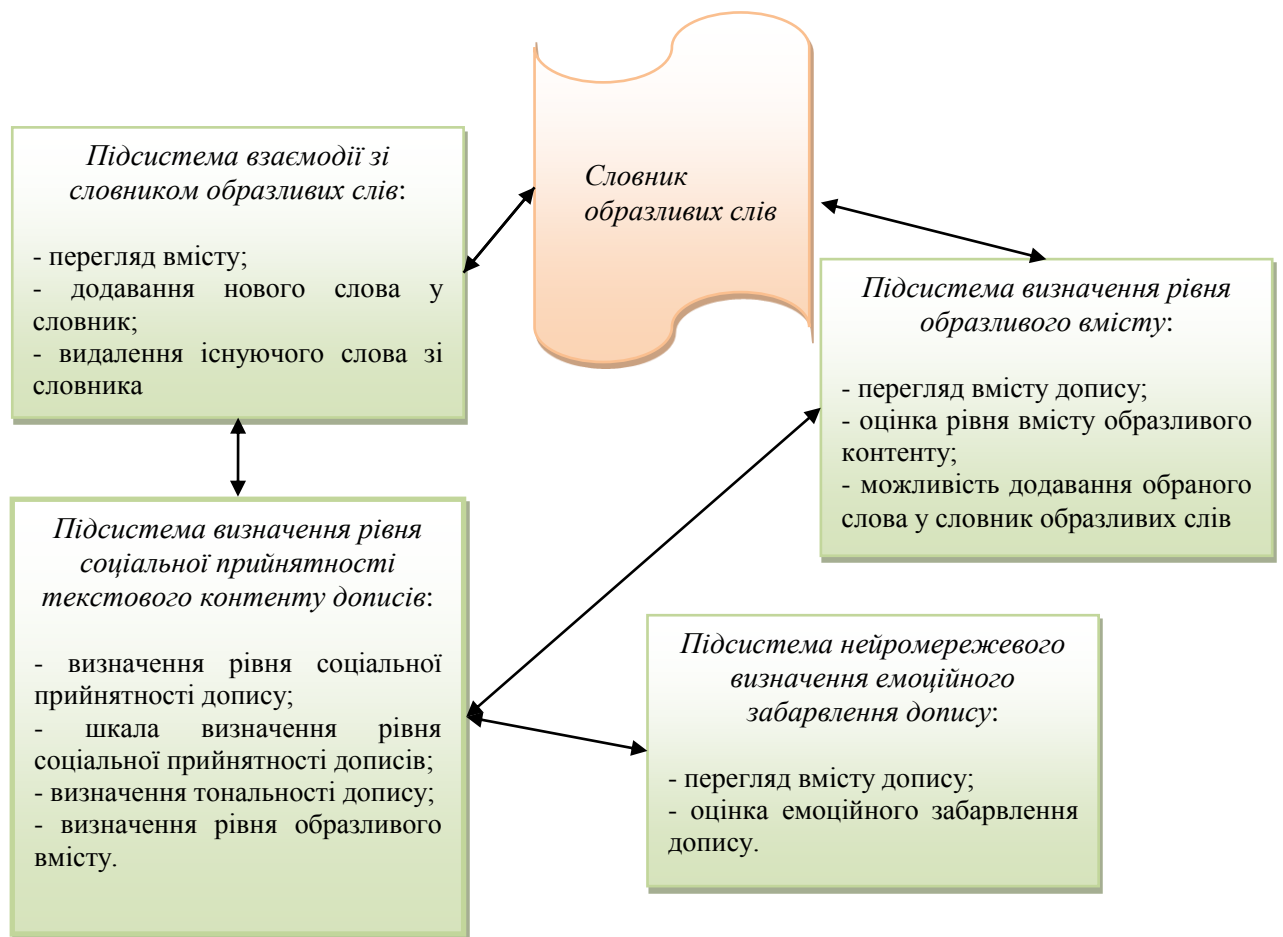 Словник
образливих слів
Підсистема взаємодії зі
словником образливих слів:
- перегляд вмісту;
- додавання нового слова у
словник;
- видалення існуючого слова зі
словника
Підсистема визначення рівня
образливого вмісту:
- перегляд вмісту допису;
- оцінка рівня вмісту образливого
контенту;
- можливість додавання обраного
слова у словник образливих слів
Підсистема визначення рівня
соціальної прийнятності
текстового контенту дописів:
- визначення рівня соціальної
прийнятності допису;
- шкала визначення рівня
соціальної прийнятності дописів;
- визначення тональності допису;
- визначення рівня образливого
вмісту.
Підсистема нейромережевого
визначення емоційного
забарвлення допису:
- перегляд вмісту допису;
- оцінка емоційного забарвлення
допису.